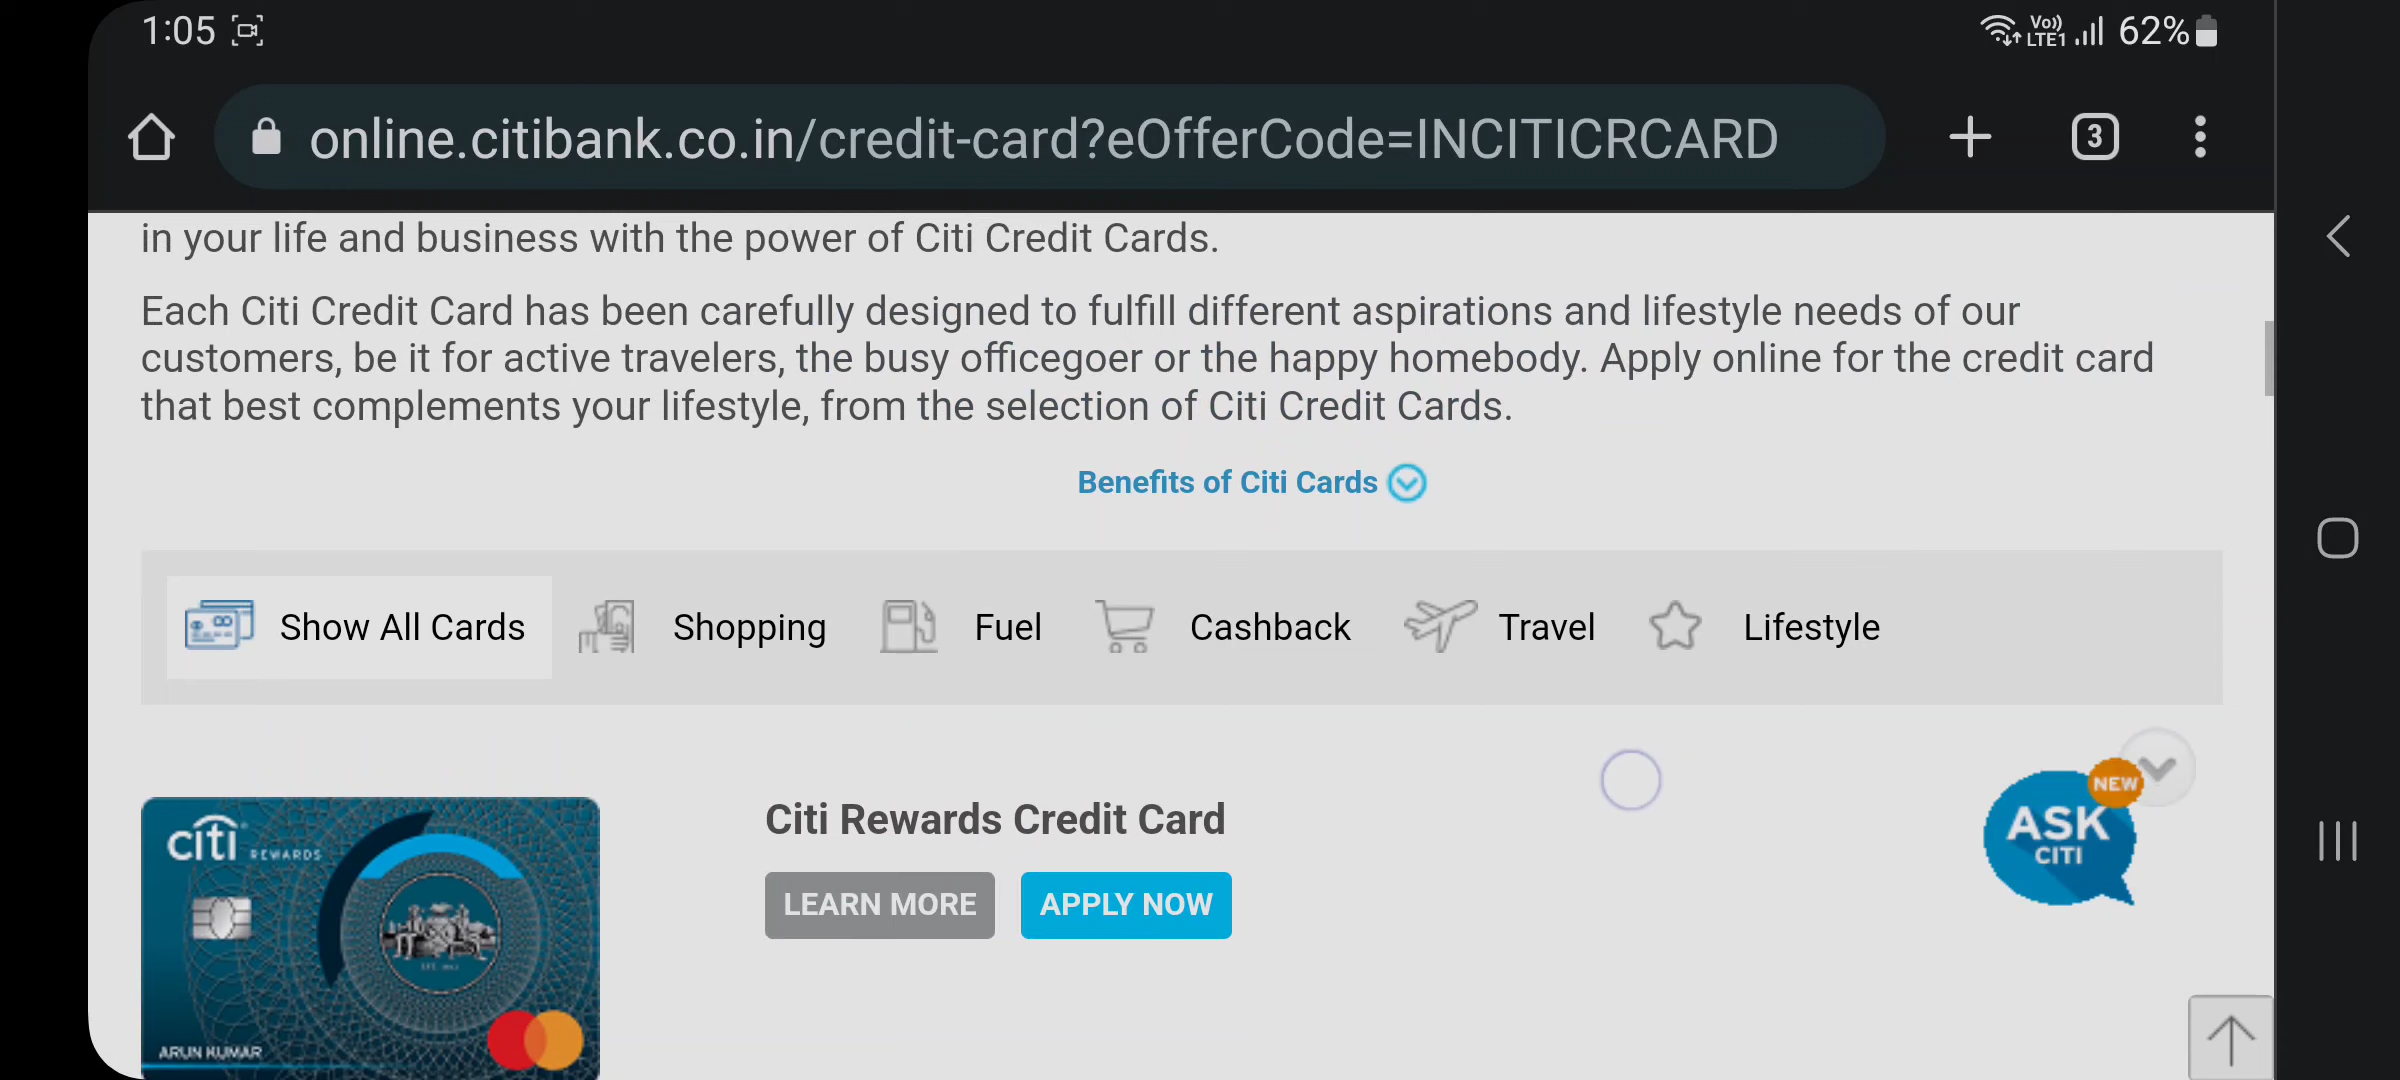 1:05
Vo)) LTE1 62%
online.citibank.co.in/credit-card?eOfferCode=INCITICRCARD
3
in your life and business with the power of Citi Credit Cards.
Each Citi Credit Card has been carefully designed to fulfill different aspirations and lifestyle needs of our
customers, be it for active travelers, the busy officegoer or the happy homebody. Apply online for the credit card
that best complements your lifestyle, from the selection of Citi Credit Cards.
Benefits of Citi Cards
Show All Cards Shopping Fuel Cashback Travel Lifestyle
Citi Rewards Credit Card
LEARN MORE APPLY NOW
citi REWARDS
ARUN KUMAR
NEW
ASK
CITI